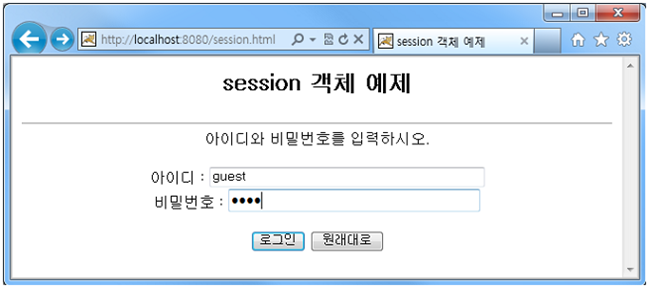 http://localhost:8080/session.html
session 객체 예제
session 객체 예제
아이디와 비밀번호를 입력하시오.
아이디 : guest
비밀번호 : ••••
로그인 원래대로